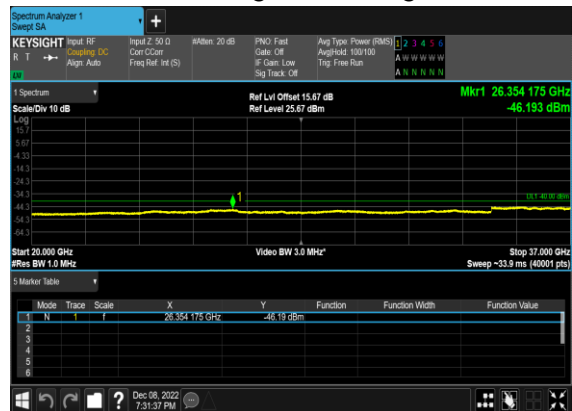 Spectrum Analyzer 1
Swept SA
+
KEYSIGHT Input: RF Input Z: 50 Ω #Atten: 20 dB PNO: Fast Avg Type: Power (RMS) 1 2 3 4 5 6
R T Coupling: DC Corr CCorr Gate: Off Avg|Hold: 100/100 A W W W W W
Align: Auto Freq Ref: Int (S) IF Gain: Low Trig: Free Run
Sig Track: Off A N N N N N
1 Spectrum Ref Lvl Offset 15.67 dB Mkr1 26.354 175 GHz
Scale/Div 10 dB Ref Level 25.67 dBm -46.193 dBm
Log
15.7
5.67
-4.33
-14.3
-24.3
-34.3 1
-44.3
-54.3
-64.3
Start 20.000 GHz Video BW 3.0 MHz* Stop 37.000 GHz
#Res BW 1.0 MHz Sweep ~33.9 ms (40001 pts)
5 Marker Table
Mode Trace Scale X Y Function Function Width Function Value
1 N 1 f 26.354 175 GHz -46.19 dBm
2
3
4
5
6
? Dec 08, 2022
7:31:37 PM